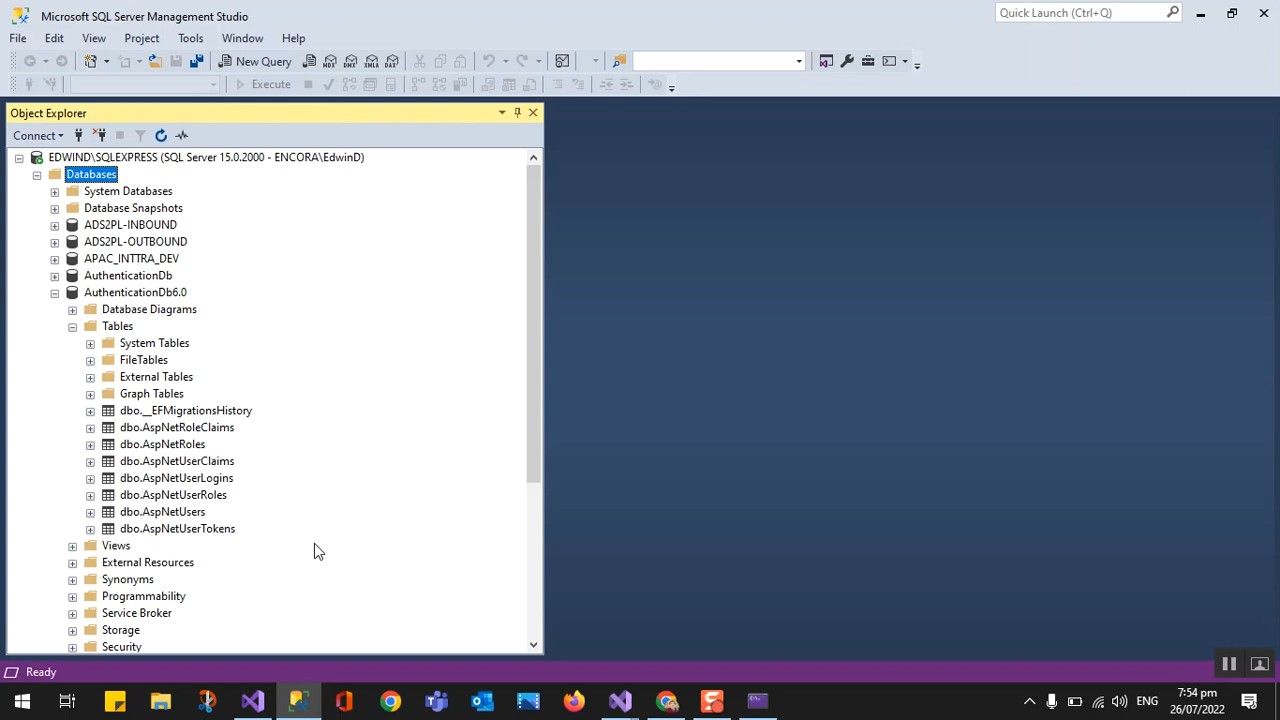 Microsoft SQL Server Management Studio
Quick Launch (Ctrl+Q)
File Edit View Project Tools Window Help
New Query
Execute
Object Explorer
Connect
EDWIND\SQLEXPRESS (SQL Server 15.0.2000 - ENCORA\EdwinD)
Databases
System Databases
Database Snapshots
ADS2PL-INBOUND
ADS2PL-OUTBOUND
APAC_INTTRA_DEV
AuthenticationDb
AuthenticationDb6.0
Database Diagrams
Tables
System Tables
FileTables
External Tables
Graph Tables
dbo.__EFMigrationsHistory
dbo.AspNetRoleClaims
dbo.AspNetRoles
dbo.AspNetUserClaims
dbo.AspNetUserLogins
dbo.AspNetUserRoles
dbo.AspNetUsers
dbo.AspNetUserTokens
Views
External Resources
Synonyms
Programmability
Service Broker
Storage
Security
Ready
ENG
7:54 pm
26/07/2022